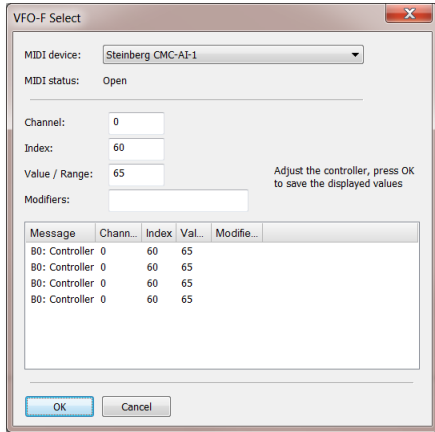 VFO-F Select
MIDI device: Steinberg CMC-AI-1
MIDI status: Open
Channel: 0
Index: 60
Value / Range: 65
Adjust the controller, press OK
to save the displayed values
Modifiers:
Message Chann... Index Val... Modifie...
B0: Controller 0 60 65
B0: Controller 0 60 65
B0: Controller 0 60 65
B0: Controller 0 60 65
OK Cancel